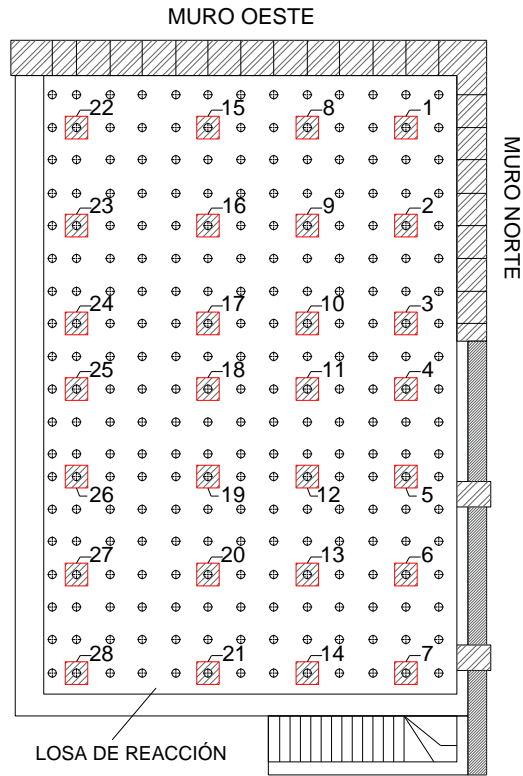 MURO OESTE
22 15 8 1
MURO NORTE
23 16 9 2
24 17 10 3
25 18 11 4
26 19 12 5
27 20 13 6
28 21 14 7
LOSA DE REACCIÓN